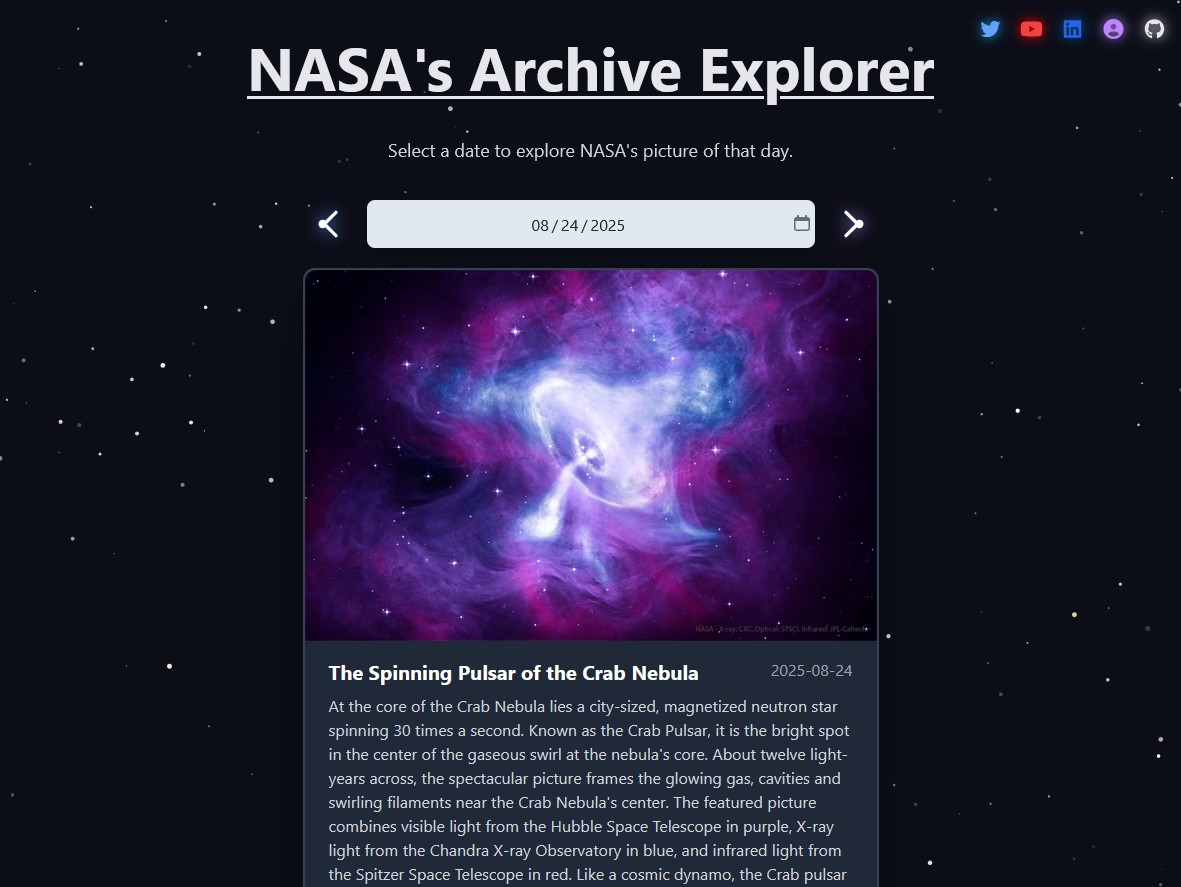 NASA's Archive Explorer
Select a date to explore NASA's picture of that day.
08/24/2025
NASA - X-ray: CXC, Optical: STSCI, Infrared: JPL-Caltech
The Spinning Pulsar of the Crab Nebula
2025-08-24
At the core of the Crab Nebula lies a city-sized, magnetized neutron star
spinning 30 times a second. Known as the Crab Pulsar, it is the bright spot
in the center of the gaseous swirl at the nebula's core. About twelve light-
years across, the spectacular picture frames the glowing gas, cavities and
swirling filaments near the Crab Nebula's center. The featured picture
combines visible light from the Hubble Space Telescope in purple, X-ray
light from the Chandra X-ray Observatory in blue, and infrared light from
the Spitzer Space Telescope in red. Like a cosmic dynamo, the Crab pulsar